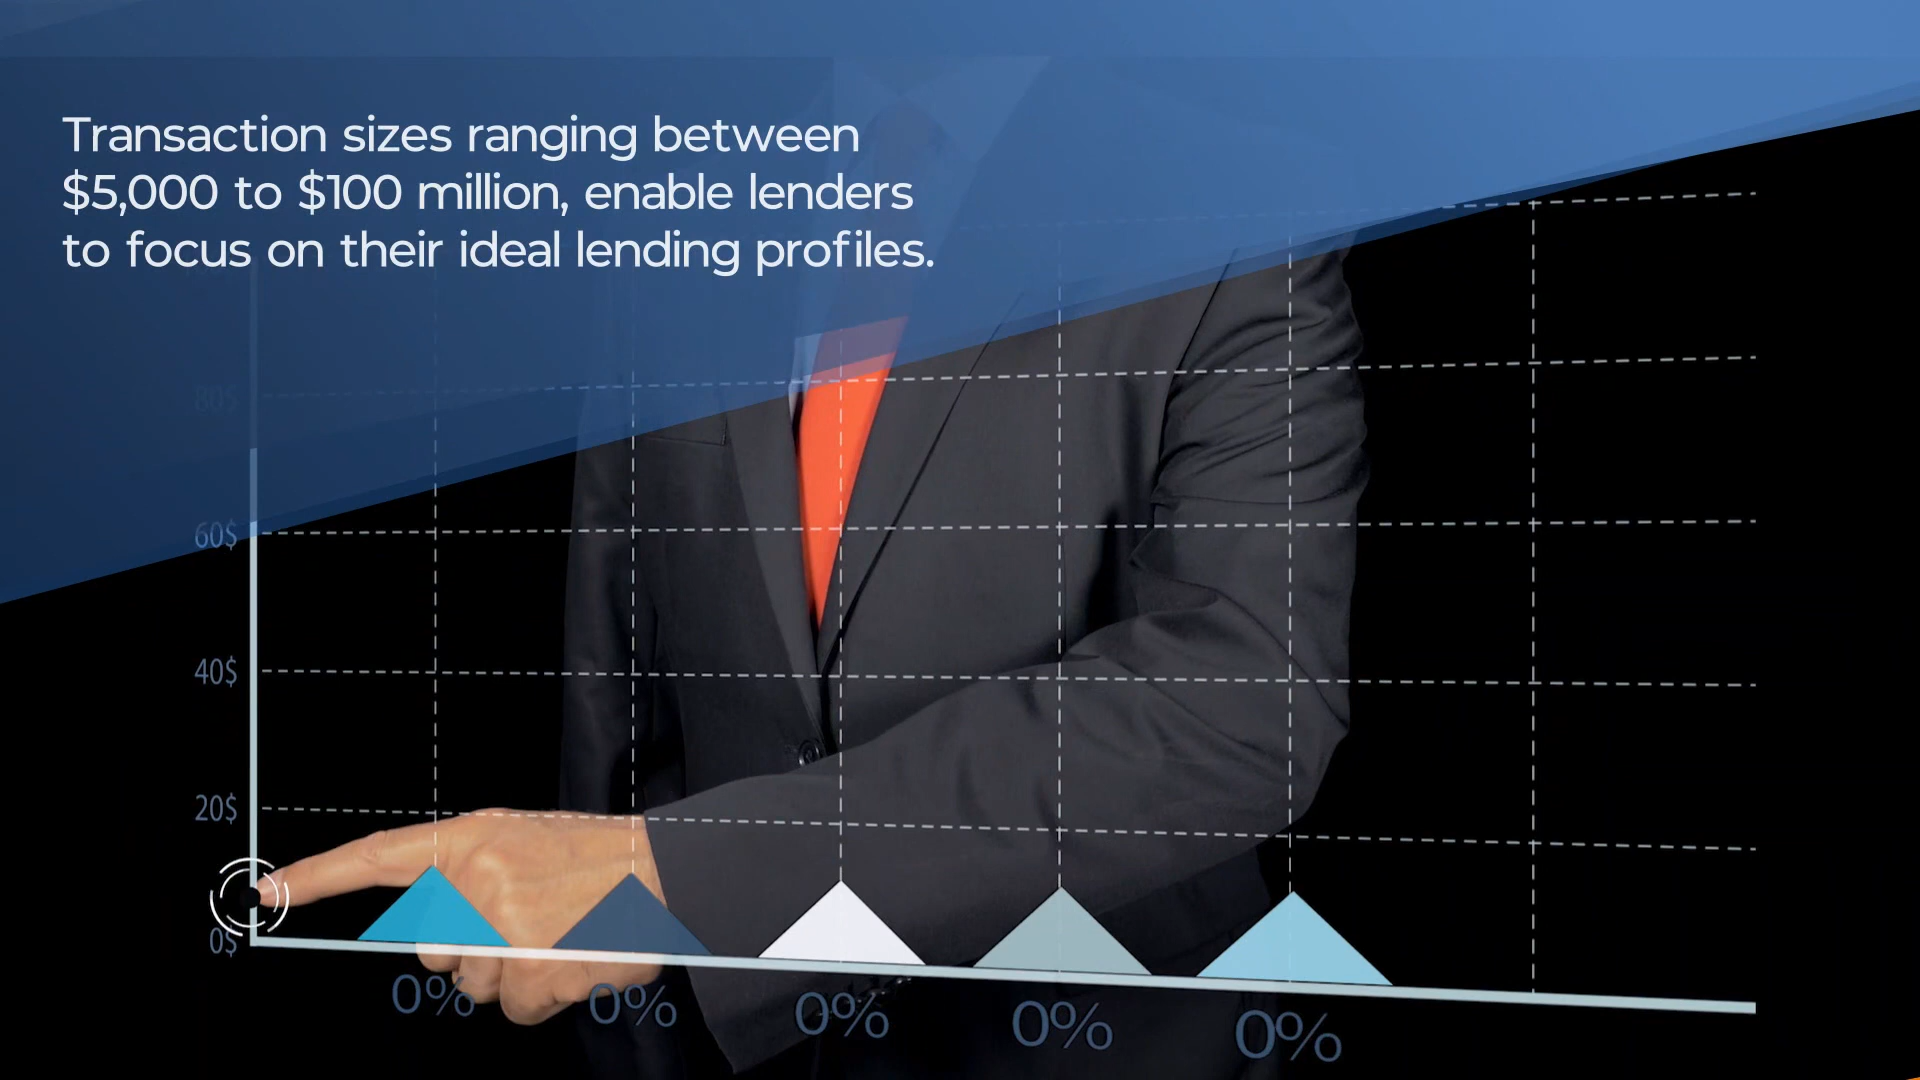 Transaction sizes ranging between
$5,000 to $100 million, enable lenders
to focus on their ideal lending profiles.
80$
60$
40$
20$
0$
0% 0% 0% 0% 0%